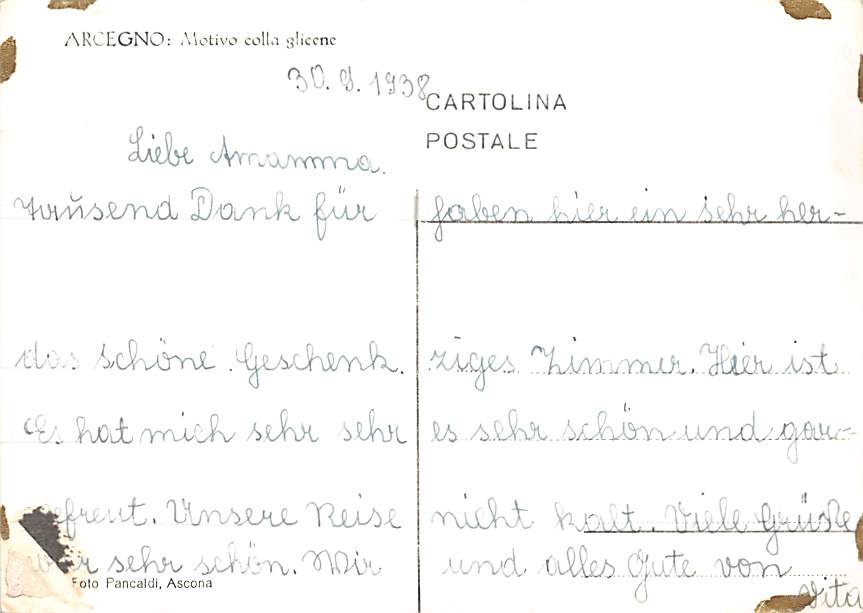 ARCEGNO: Motivo colla glicene
30. 9. 1938
CARTOLINA
POSTALE
Liebe Amamma.
Tausend Dank für
das schöne Geschenk.
Es hat mich sehr sehr
gefreut. Unsere Reise
war sehr schön. Wir
haben hier ein sehr her-
ziges Zimmer. Hier ist
es sehr schön und gar-
nicht kalt. Viele Grüße
und alles Gute von
Vita
Foto Pancaldi, Ascona